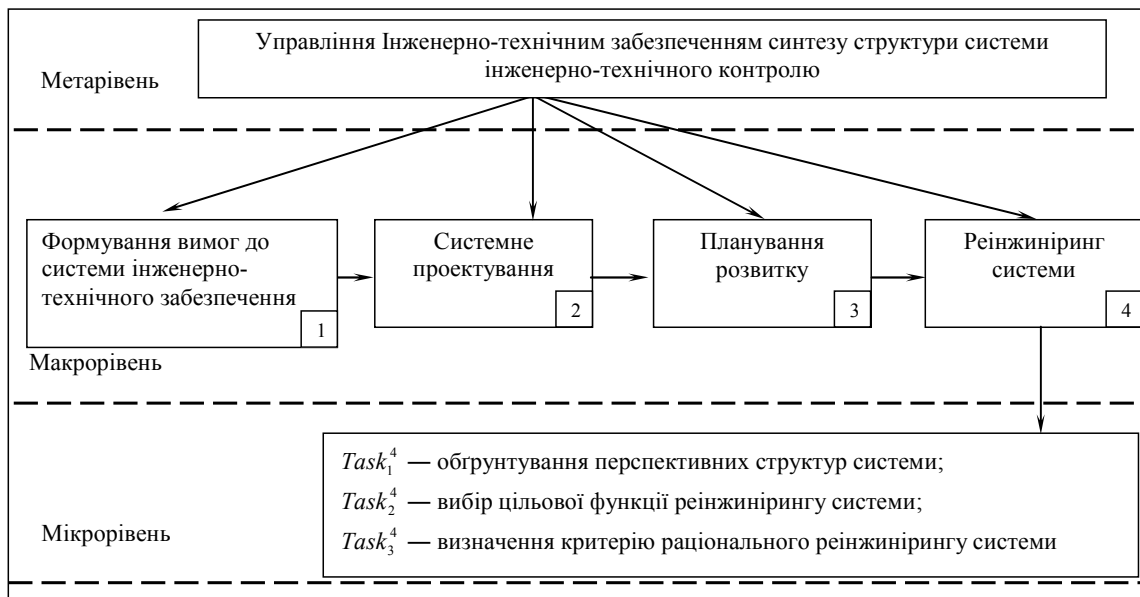 Управління Інженерно-технічним забезпеченням синтезу структури системи
інженерно-технічного контролю
Метарівень
Формування вимог до
системи інженерно-
технічного забезпечення
1
Системне
проектування
2
Планування
розвитку
3
Реінжиніринг
системи
4
Макрорівень
Task₁⁴ — обґрунтування перспективних структур системи;
Task₂⁴ — вибір цільової функції реінжинірингу системи;
Task₃⁴ — визначення критерію раціонального реінжинірингу системи
Мікрорівень